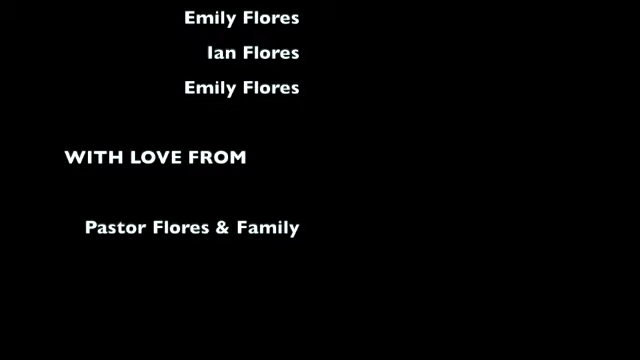 Emily Flores
Ian Flores
Emily Flores
WITH LOVE FROM
Pastor Flores & Family